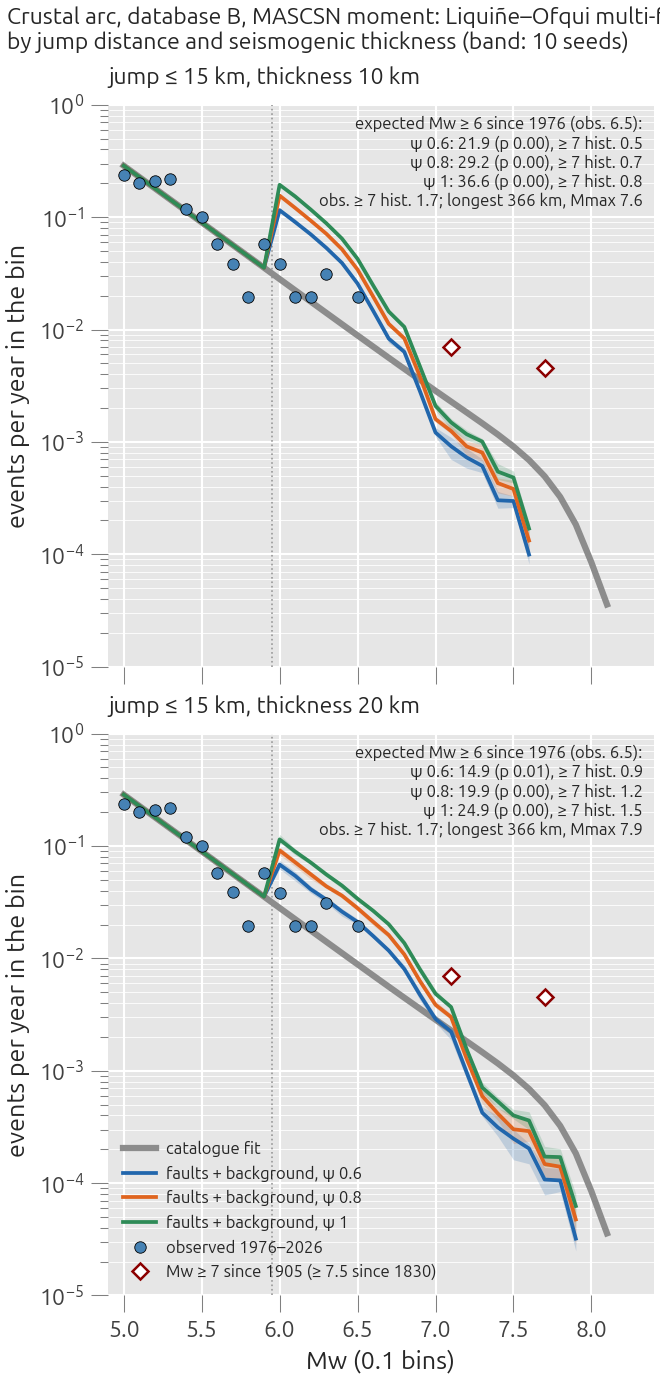 Crustal arc, database B, MASCSN moment: Liquiñe–Ofqui multi-f
by jump distance and seismogenic thickness (band: 10 seeds)
jump ≤ 15 km, thickness 10 km
expected Mw ≥ 6 since 1976 (obs. 6.5):
ψ 0.6: 21.9 (p 0.00), ≥ 7 hist. 0.5
ψ 0.8: 29.2 (p 0.00), ≥ 7 hist. 0.7
ψ 1: 36.6 (p 0.00), ≥ 7 hist. 0.8
obs. ≥ 7 hist. 1.7; longest 366 km, Mmax 7.6
10⁰
10⁻¹
10⁻²
10⁻³
10⁻⁴
10⁻⁵
events per year in the bin
jump ≤ 15 km, thickness 20 km
expected Mw ≥ 6 since 1976 (obs. 6.5):
ψ 0.6: 14.9 (p 0.01), ≥ 7 hist. 0.9
ψ 0.8: 19.9 (p 0.00), ≥ 7 hist. 1.2
ψ 1: 24.9 (p 0.00), ≥ 7 hist. 1.5
obs. ≥ 7 hist. 1.7; longest 366 km, Mmax 7.9
10⁰
10⁻¹
10⁻²
10⁻³
10⁻⁴
10⁻⁵
events per year in the bin
catalogue fit
faults + background, ψ 0.6
faults + background, ψ 0.8
faults + background, ψ 1
observed 1976–2026
Mw ≥ 7 since 1905 (≥ 7.5 since 1830)
5.0 5.5 6.0 6.5 7.0 7.5 8.0
Mw (0.1 bins)